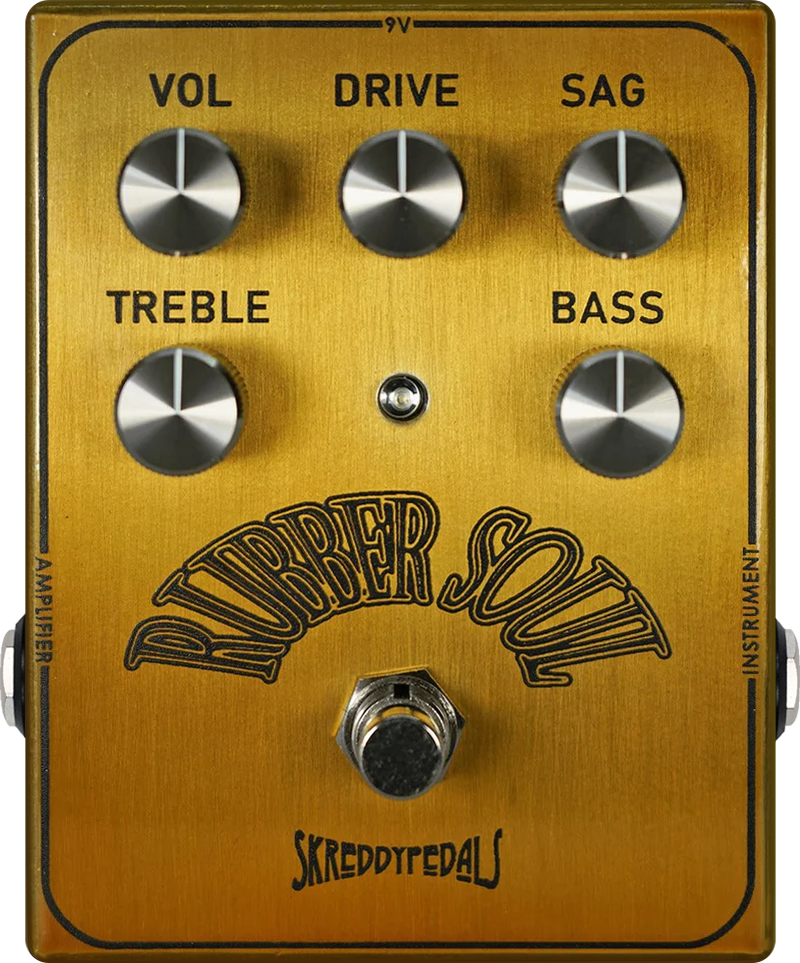 9V
VOL DRIVE SAG
TREBLE BASS
RUBBER SOUL
AMPLIFIER
INSTRUMENT
SKREDDYPEDALS